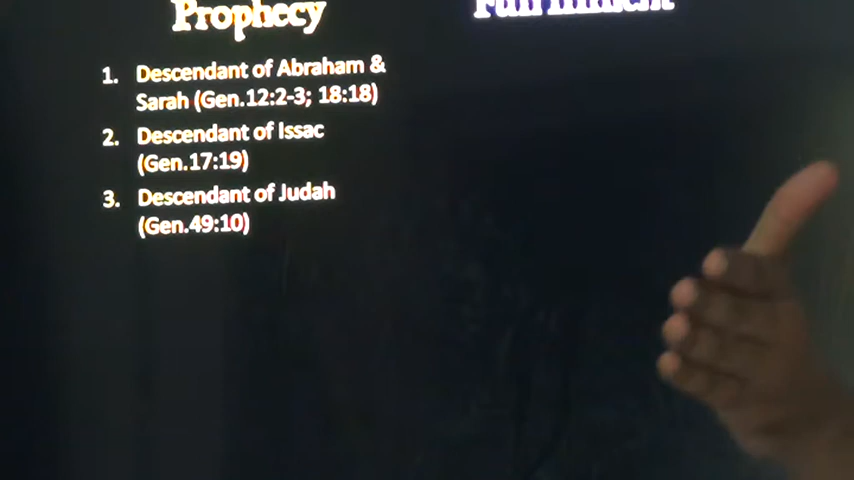 Prophecy
1. Descendant of Abraham &
Sarah (Gen.12:2-3; 18:18)
2. Descendant of Issac
(Gen.17:19)
3. Descendant of Judah
(Gen.49:10)